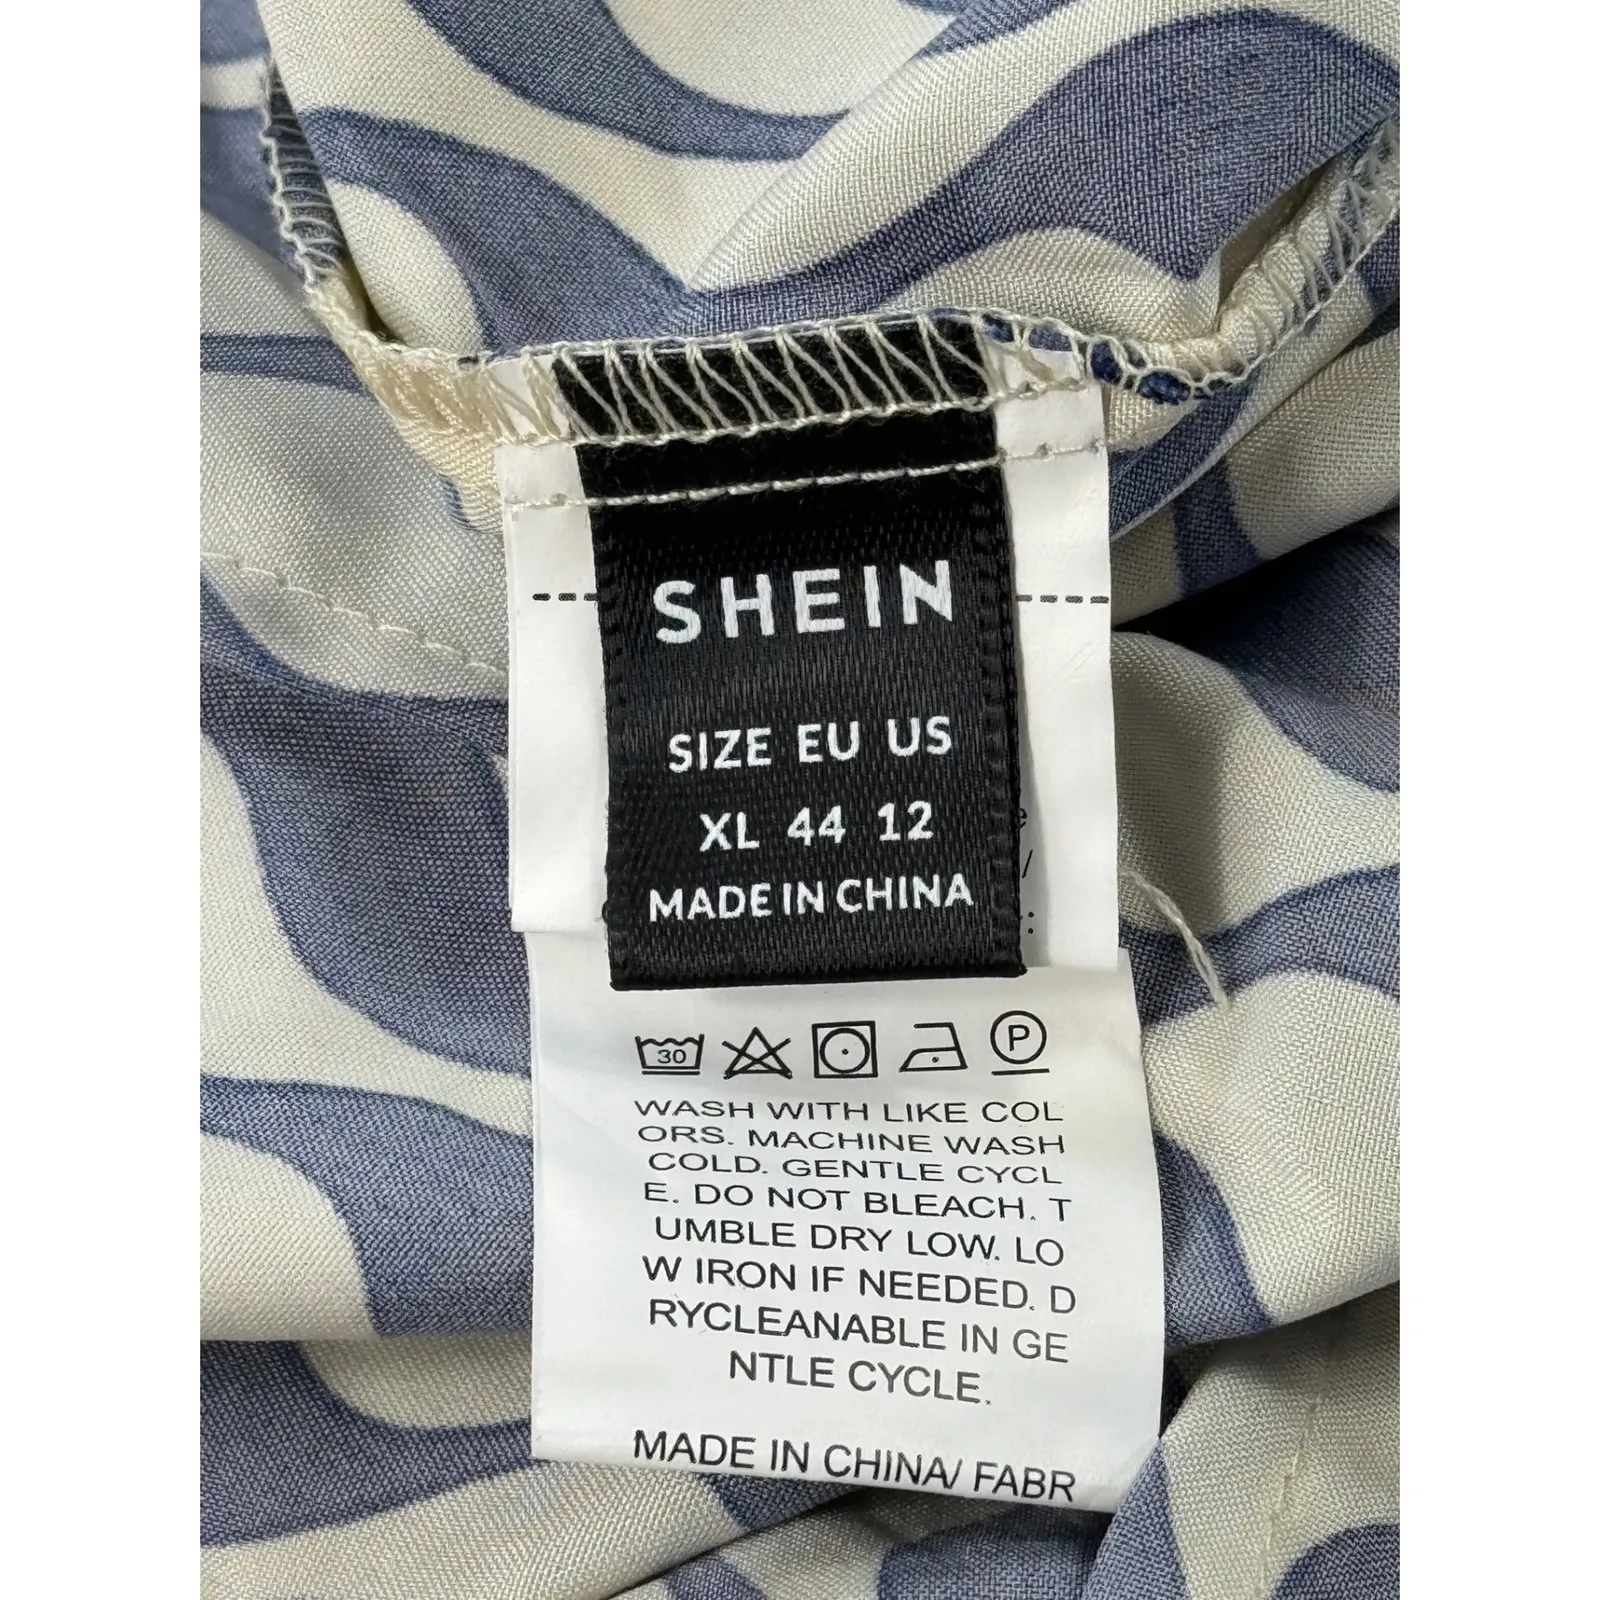 SHEIN
SIZE EU US
XL 44 12
MADE IN CHINA
30
P
WASH WITH LIKE COL
ORS. MACHINE WASH
COLD. GENTLE CYCL
E. DO NOT BLEACH. T
UMBLE DRY LOW. LO
W IRON IF NEEDED. D
RYCLEANABLE IN GE
NTLE CYCLE.
MADE IN CHINA/ FABR